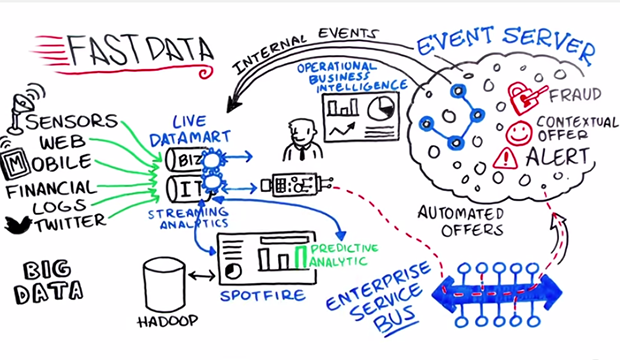 FAST DATA
INTERNAL EVENTS
EVENT SERVER
OPERATIONAL
BUSINESS
INTELLIGENCE
SENSORS
WEB
MOBILE
FINANCIAL
LOGS
TWITTER
LIVE
DATAMART
BIZ
IT
STREAMING
ANALYTICS
FRAUD
CONTEXTUAL
OFFER
ALERT
AUTOMATED
OFFERS
PREDICTIVE
ANALYTIC
SPOTFIRE
BIG
DATA
HADOOP
ENTERPRISE
SERVICE
BUS